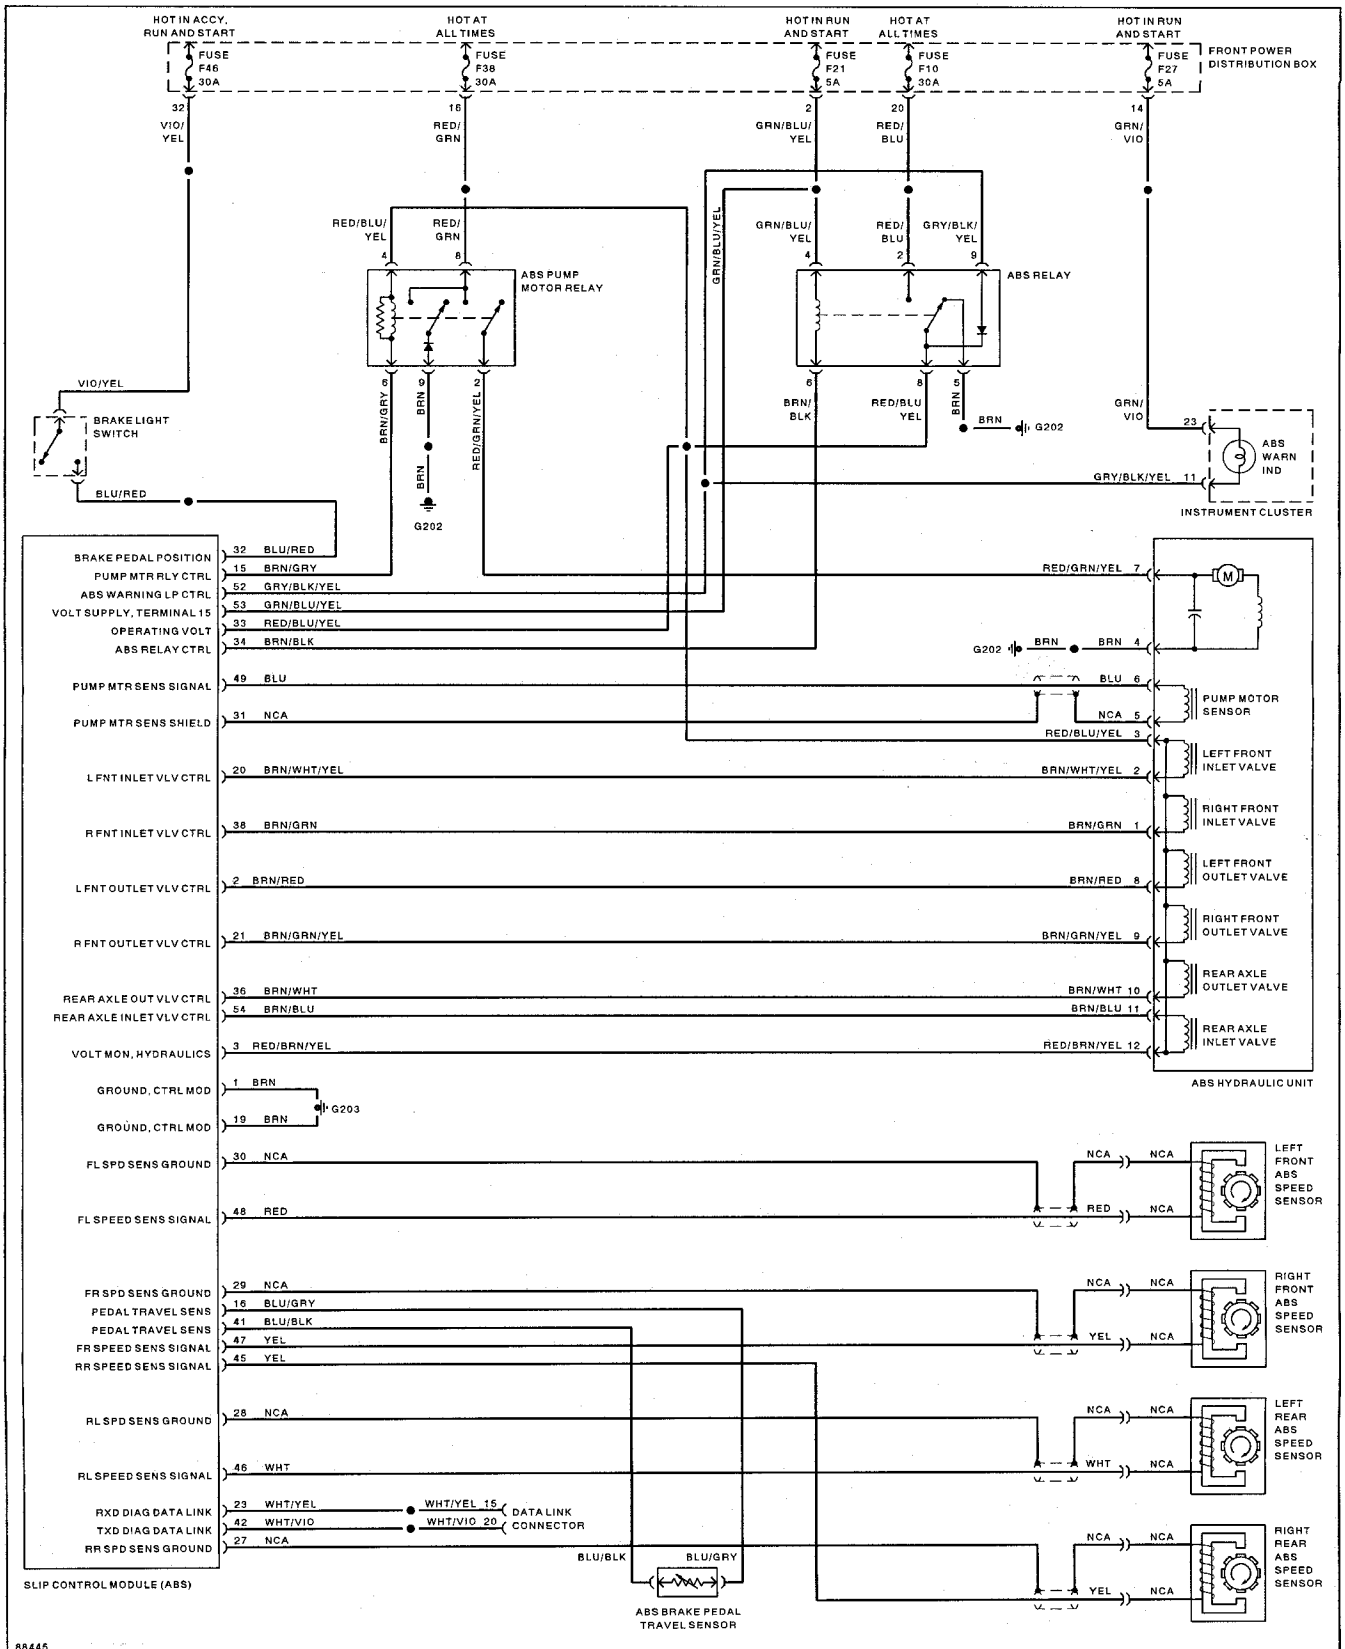 HOT IN ACCY,
RUN AND START
HOT AT
ALL TIMES
HOT IN RUN
AND START
HOT AT
ALL TIMES
HOT IN RUN
AND START
FUSE
F46
30A
FUSE
F38
30A
FUSE
F21
5A
FUSE
F10
30A
FUSE
F27
5A
FRONT POWER
DISTRIBUTION BOX
32
16
2
20
14
VIO/
YEL
RED/
GRN
GRN/BLU/
YEL
RED/
BLU
GRN/
VIO
RED/BLU/
YEL
RED/
GRN
GRN/BLU/YEL
GRN/BLU/
YEL
RED/
BLU
GRY/BLK/
YEL
4
8
4
2
9
ABS PUMP
MOTOR RELAY
ABS RELAY
6
9
2
6
8
5
BRN/GRY
BRN
RED/GRN/YEL
BRN/
BLK
RED/BLU
YEL
BRN
BRN
G202
GRN/
VIO
VIO/YEL
BRAKE LIGHT
SWITCH
BRN
G202
23
ABS
WARN
IND
GRY/BLK/YEL 11
INSTRUMENT CLUSTER
BLU/RED
BRAKE PEDAL POSITION 32 BLU/RED
PUMP MTR RLY CTRL 15 BRN/GRY
RED/GRN/YEL 7
M
ABS WARNING LP CTRL 52 GRY/BLK/YEL
VOLT SUPPLY, TERMINAL 15 53 GRN/BLU/YEL
OPERATING VOLT 33 RED/BLU/YEL
ABS RELAY CTRL 34 BRN/BLK
G202 BRN BRN 4
PUMP MTR SENS SIGNAL 49 BLU BLU 6
PUMP MOTOR
SENSOR
PUMP MTR SENS SHIELD 31 NCA NCA 5
RED/BLU/YEL 3
LEFT FRONT
INLET VALVE
L FNT INLET VLV CTRL 20 BRN/WHT/YEL BRN/WHT/YEL 2
RIGHT FRONT
INLET VALVE
R FNT INLET VLV CTRL 38 BRN/GRN BRN/GRN 1
LEFT FRONT
OUTLET VALVE
L FNT OUTLET VLV CTRL 2 BRN/RED BRN/RED 8
RIGHT FRONT
OUTLET VALVE
R FNT OUTLET VLV CTRL 21 BRN/GRN/YEL BRN/GRN/YEL 9
REAR AXLE
OUTLET VALVE
REAR AXLE OUT VLV CTRL 36 BRN/WHT BRN/WHT 10
REAR AXLE INLET VLV CTRL 54 BRN/BLU BRN/BLU 11
REAR AXLE
INLET VALVE
VOLT MON, HYDRAULICS 3 RED/BRN/YEL RED/BRN/YEL 12
ABS HYDRAULIC UNIT
GROUND, CTRL MOD 1 BRN
G203
GROUND, CTRL MOD 19 BRN
FL SPD SENS GROUND 30 NCA NCA NCA
FL SPEED SENS SIGNAL 48 RED RED NCA
LEFT
FRONT
ABS
SPEED
SENSOR
FR SPD SENS GROUND 29 NCA NCA NCA
PEDAL TRAVEL SENS 16 BLU/GRY
PEDAL TRAVEL SENS 41 BLU/BLK
FR SPEED SENS SIGNAL 47 YEL YEL NCA
RR SPEED SENS SIGNAL 45 YEL
RIGHT
FRONT
ABS
SPEED
SENSOR
RL SPD SENS GROUND 28 NCA NCA NCA
RL SPEED SENS SIGNAL 46 WHT WHT NCA
LEFT
REAR
ABS
SPEED
SENSOR
RXD DIAG DATA LINK 23 WHT/YEL WHT/YEL 15
TXD DIAG DATA LINK 42 WHT/VIO WHT/VIO 20
DATA LINK
CONNECTOR
RR SPD SENS GROUND 27 NCA NCA NCA
YEL NCA
RIGHT
REAR
ABS
SPEED
SENSOR
BLU/BLK
BLU/GRY
ABS BRAKE PEDAL
TRAVEL SENSOR
SLIP CONTROL MODULE (ABS)
88445